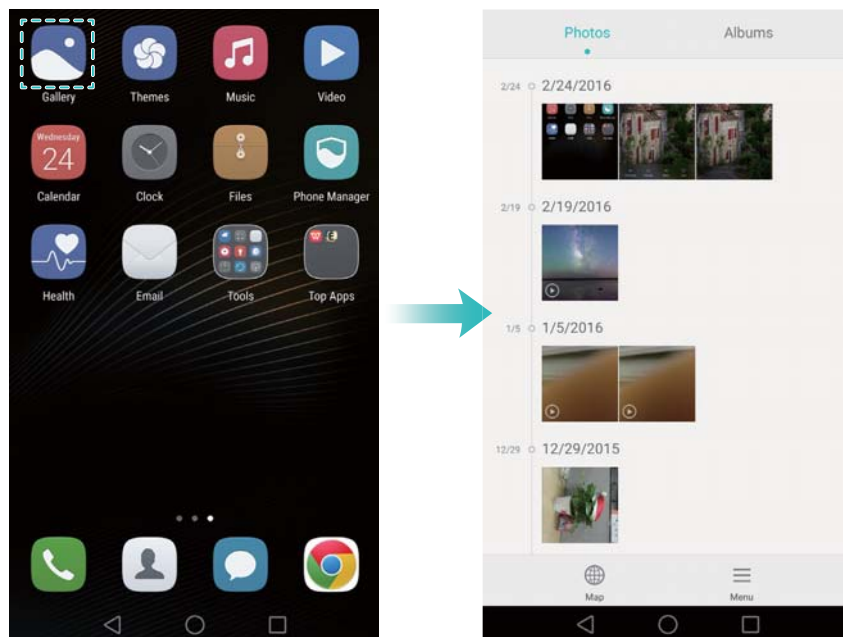 Gallery Themes Music Video
Wednesday
24
Calendar Clock Files Phone Manager
Health Email Tools Top Apps
Photos Albums
2/24 2/24/2016
2/19 2/19/2016
1/5 1/5/2016
12/29 12/29/2015
Map Menu